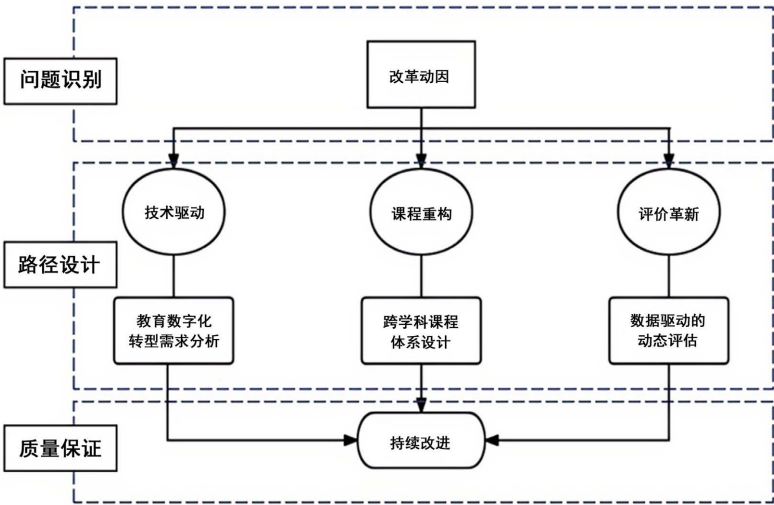 问题识别
改革动因
技术驱动
课程重构
评价革新
路径设计
教育数字化
转型需求分析
跨学科课程
体系设计
数据驱动的
动态评估
质量保证
持续改进